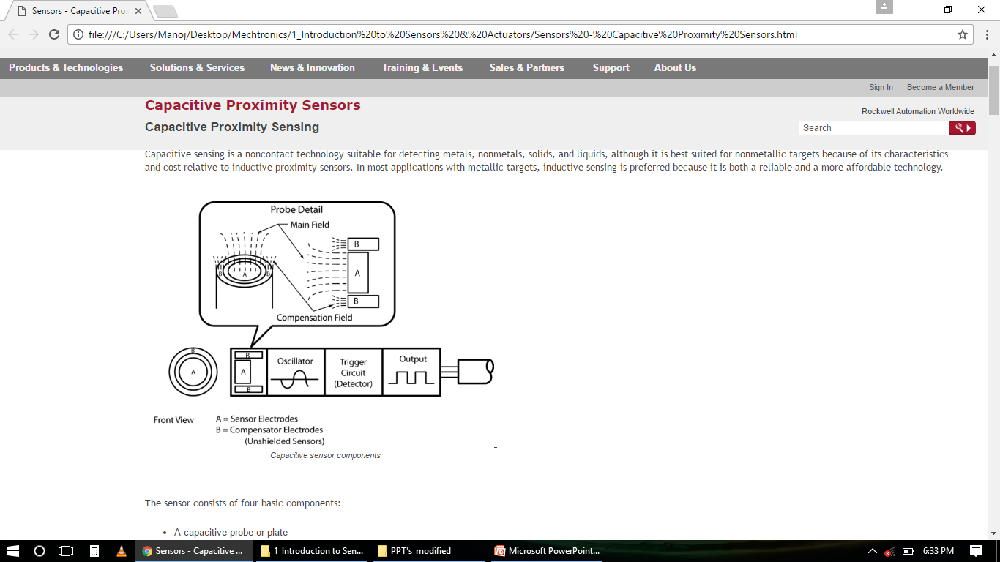 Sensors - Capacitive Pro
file:///C:/Users/Manoj/Desktop/Mechtronics/1_Introduction%20to%20Sensors%20&%20Actuators/Sensors%20-%20Capacitive%20Proximity%20Sensors.html
Products & Technologies Solutions & Services News & Innovation Training & Events Sales & Partners Support About Us
Sign In Become a Member
Capacitive Proximity Sensors
Rockwell Automation Worldwide
Capacitive Proximity Sensing
Search
Capacitive sensing is a noncontact technology suitable for detecting metals, nonmetals, solids, and liquids, although it is best suited for nonmetallic targets because of its characteristics
and cost relative to inductive proximity sensors. In most applications with metallic targets, inductive sensing is preferred because it is both a reliable and a more affordable technology.
Probe Detail
Main Field
B
B A B
A
B
Compensation Field
B
A
B
A
B
Oscillator
Trigger
Circuit
(Detector)
Output
Front View
A = Sensor Electrodes
B = Compensator Electrodes
(Unshielded Sensors)
Capacitive sensor components
The sensor consists of four basic components:
• A capacitive probe or plate
Sensors - Capacitive ... 1_Introduction to Sen... PPT's_modified Microsoft PowerPoint... 6:33 PM